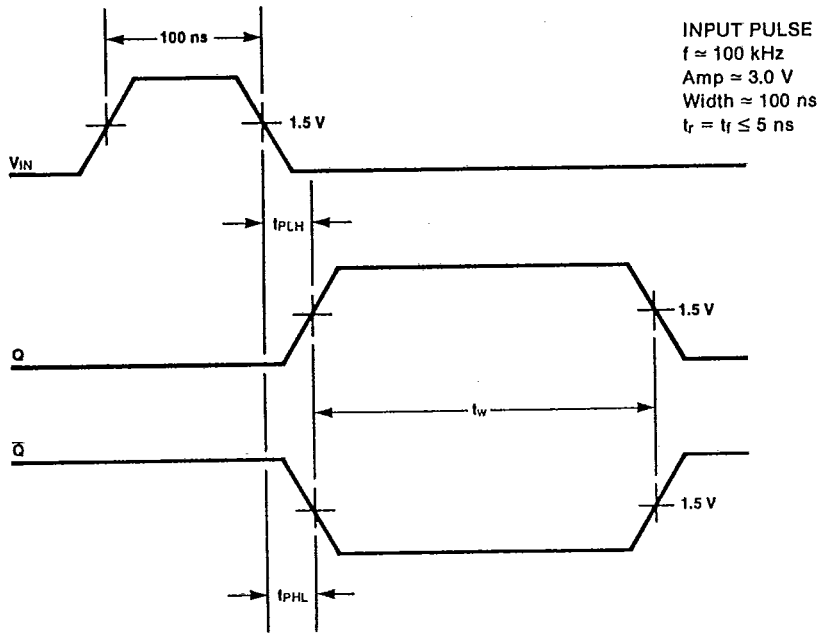 100 ns
INPUT PULSE
f ≃ 100 kHz
Amp ≃ 3.0 V
Width ≃ 100 ns
tr = tf ≤ 5 ns
1.5 V
VIN
tPLH
1.5 V
Q
tw
Q̅
1.5 V
tPHL